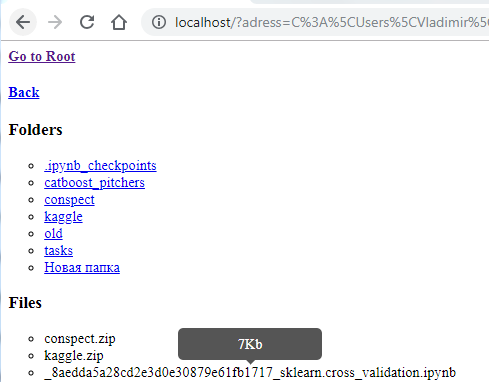 localhost/?adress=C%3A%5CUsers%5CVladimir%5C
Go to Root
Back
Folders
.ipynb_checkpoints
catboost_pitchers
conspect
kaggle
old
tasks
Новая папка
Files
conspect.zip
7Kb
kaggle.zip
_8aedda5a28cd2e3d0e30879e61fb1717_sklearn.cross_validation.ipynb